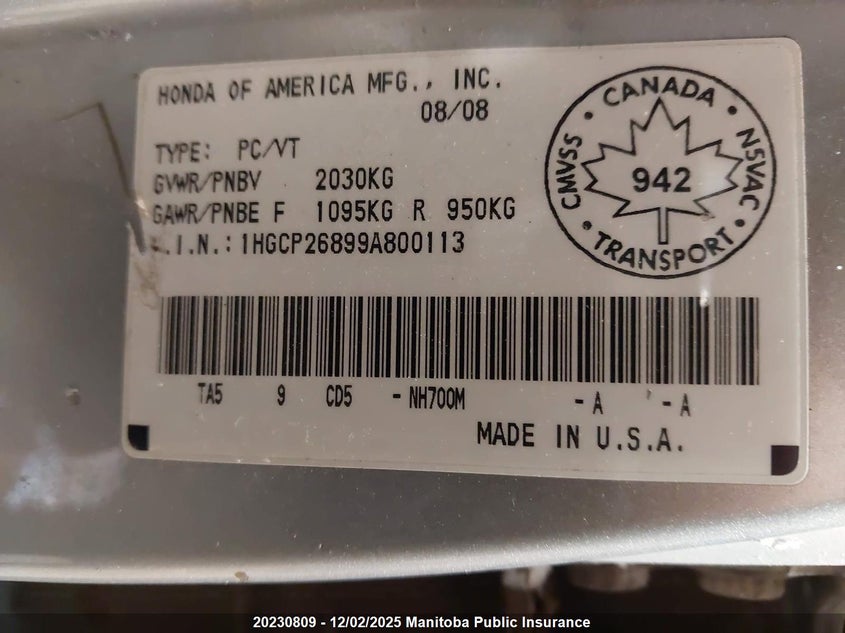 HONDA OF AMERICA MFG., INC.
08/08
TYPE: PC/VT
GVWR/PNBV 2030KG
GAWR/PNBE F 1095KG R 950KG
.I.N.: 1HGCP26899A800113
CANADA
CMVSS 942 NSVAC
TRANSPORT
TA5 9 CD5 -NH700M -A -A
MADE IN U.S.A.
20230809 - 12/02/2025 Manitoba Public Insurance